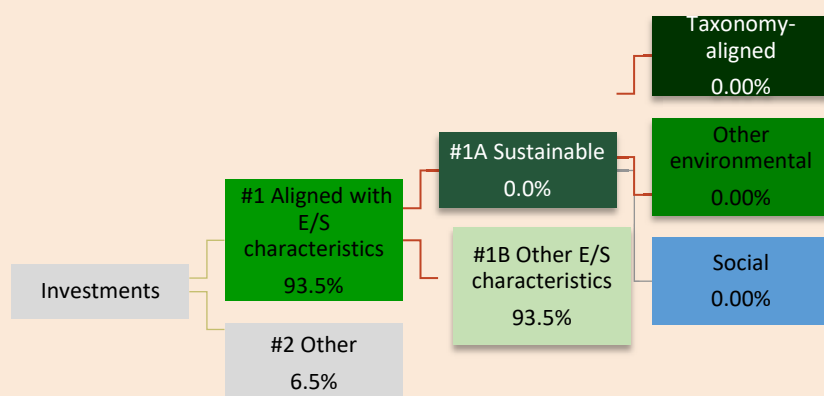 Investments
#1 Aligned with
E/S
characteristics
93.5%
#2 Other
6.5%
#1A Sustainable
0.0%
#1B Other E/S
characteristics
93.5%
Taxonomy-
aligned
0.00%
Other
environmental
0.00%
Social
0.00%